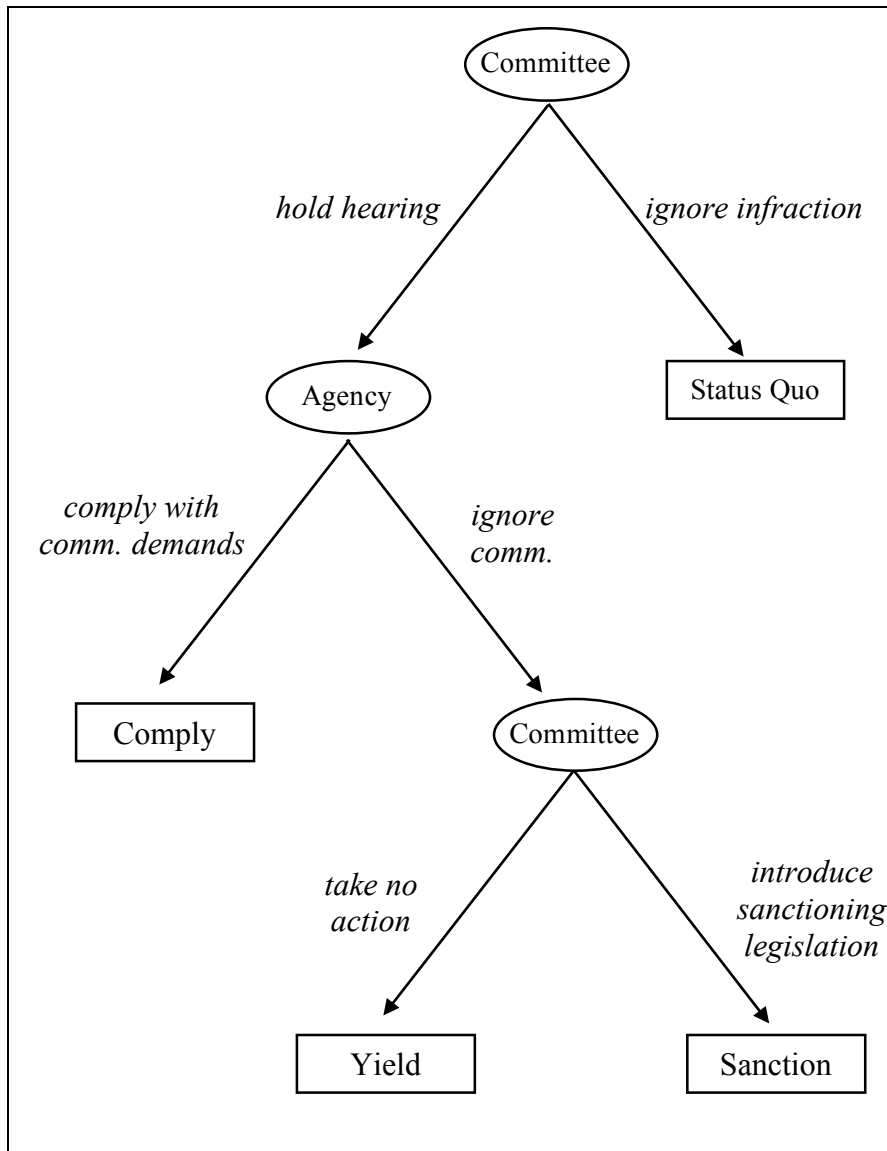 Committee
hold hearing
ignore infraction
Agency
Status Quo
comply with
comm. demands
ignore
comm.
Comply
Committee
take no
action
introduce
sanctioning
legislation
Yield
Sanction